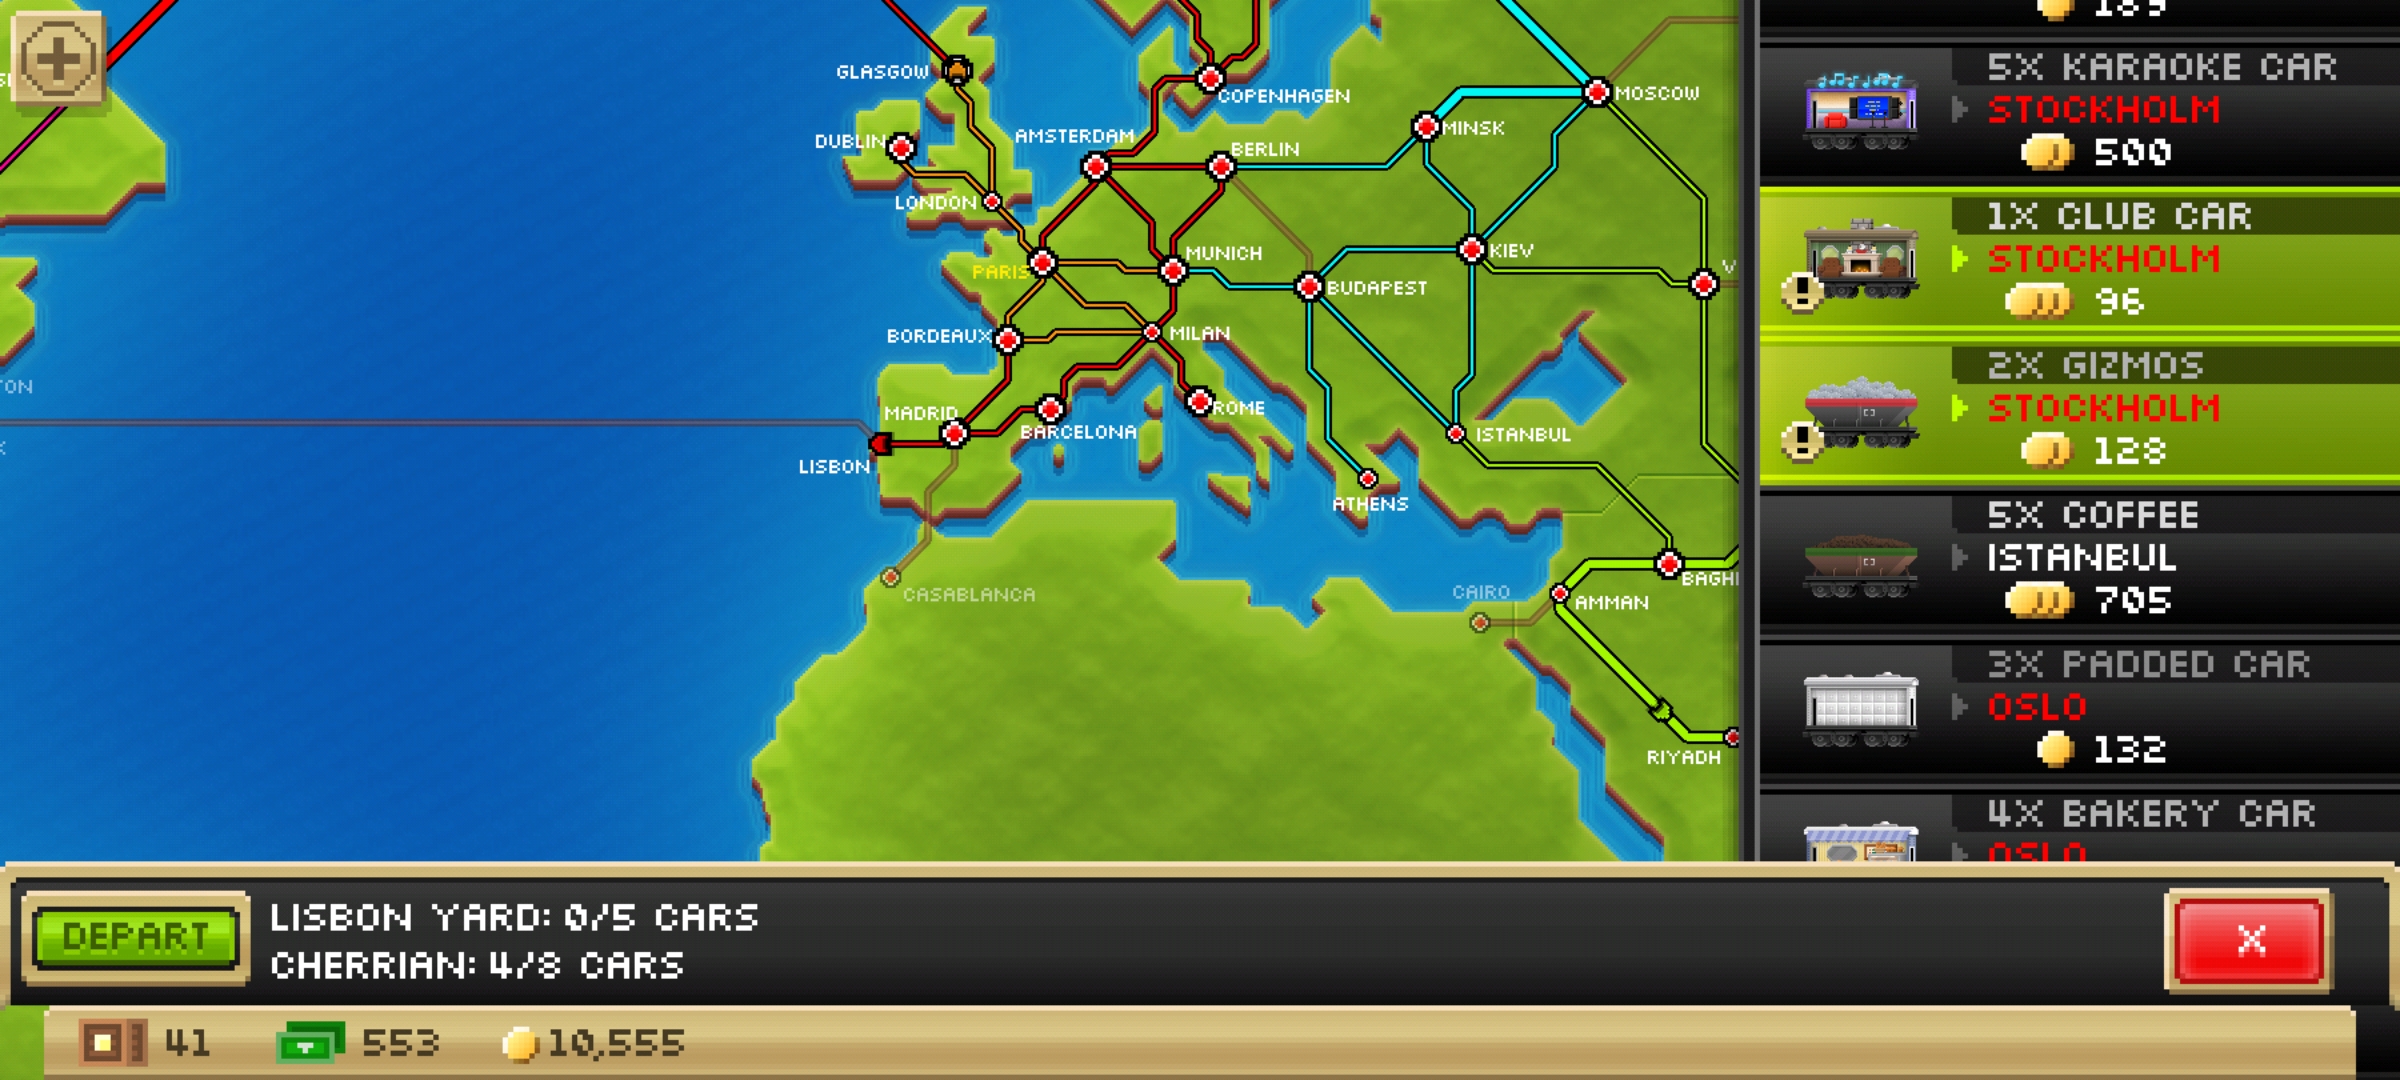 GLASGOW
COPENHAGEN
MOSCOW
DUBLIN
AMSTERDAM
BERLIN
MINSK
LONDON
PARIS
MUNICH
KIEV
BUDAPEST
V
BORDEAUX
MILAN
TON
MADRID
ROME
BARCELONA
ISTANBUL
LISBON
ATHENS
CASABLANCA
CAIRO
BAGH
AMMAN
RIYADH
189
5X KARAOKE CAR
STOCKHOLM
500
1X CLUB CAR
STOCKHOLM
96
2X GIZMOS
STOCKHOLM
128
5X COFFEE
ISTANBUL
705
3X PADDED CAR
OSLO
132
4X BAKERY CAR
OSLO
DEPART
LISBON YARD: 0/5 CARS
CHERRIAN: 4/8 CARS
X
41
553
10,555